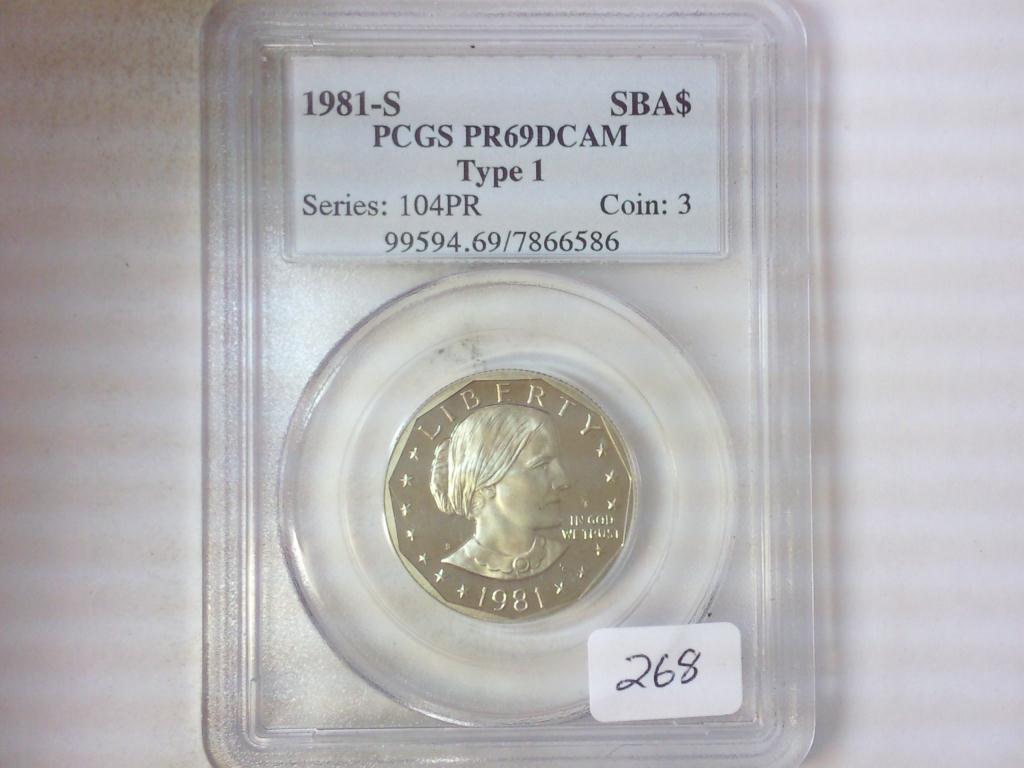 1981-S SBA$
PCGS PR69DCAM
Type 1
Series: 104PR Coin: 3
99594.69/7866586
LIBERTY
IN GOD
WE TRUST
1981
268